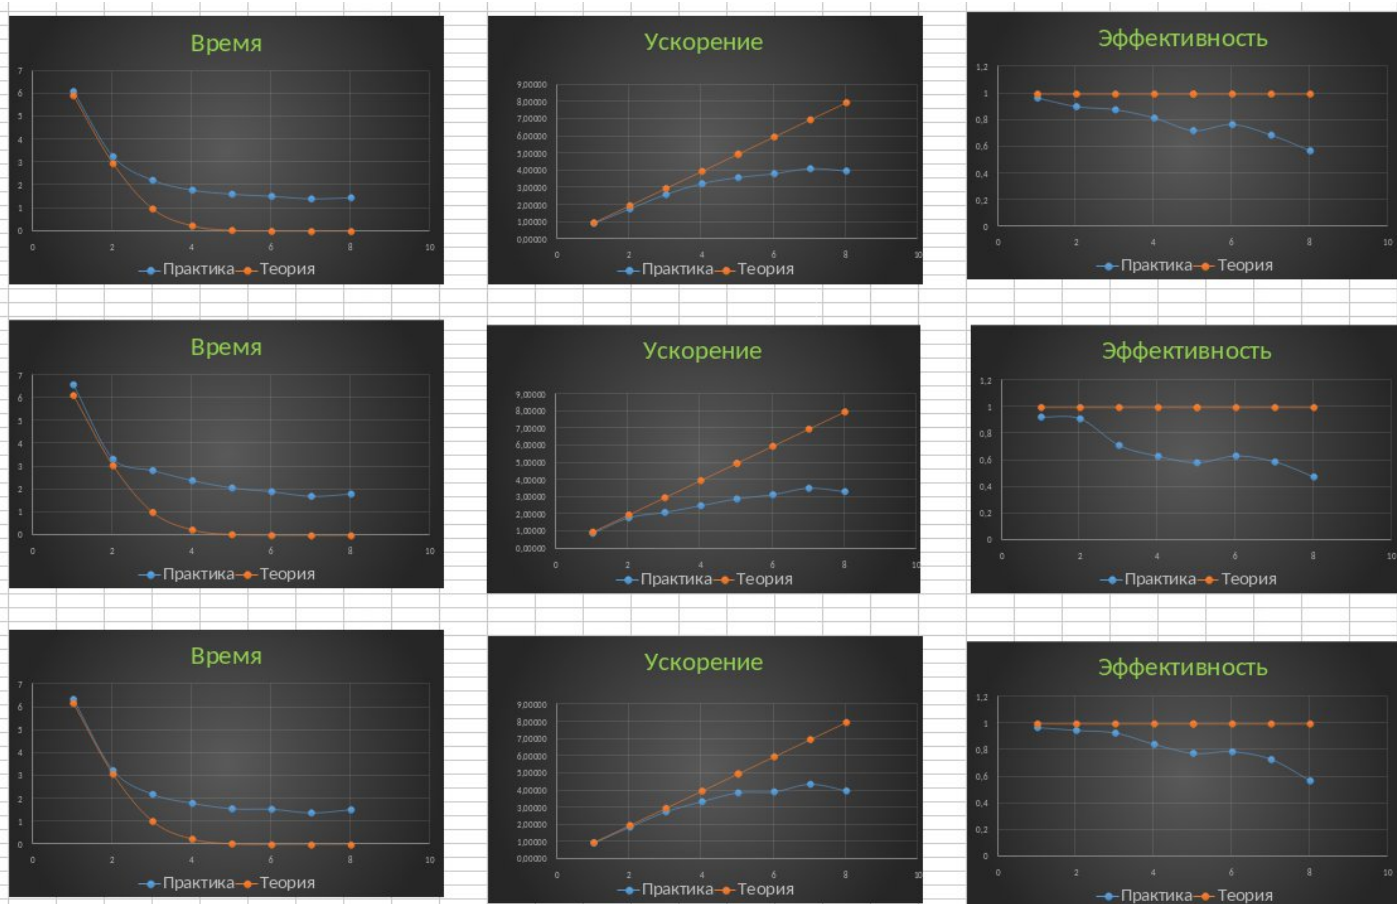 Время
7
6
5
4
3
2
1
0
0 2 4 6 8 10
Практика Теория
Ускорение
9,00000
8,00000
7,00000
6,00000
5,00000
4,00000
3,00000
2,00000
1,00000
0,00000
0 2 4 6 8 10
Практика Теория
Эффективность
1,2
1
0,8
0,6
0,4
0,2
0
0 2 4 6 8 10
Практика Теория
Время
7
6
5
4
3
2
1
0
0 2 4 6 8 10
Практика Теория
Ускорение
9,00000
8,00000
7,00000
6,00000
5,00000
4,00000
3,00000
2,00000
1,00000
0,00000
0 2 4 6 8 10
Практика Теория
Эффективность
1,2
1
0,8
0,6
0,4
0,2
0
0 2 4 6 8 10
Практика Теория
Время
7
6
5
4
3
2
1
0
0 2 4 6 8 10
Практика Теория
Ускорение
9,00000
8,00000
7,00000
6,00000
5,00000
4,00000
3,00000
2,00000
1,00000
0,00000
0 2 4 6 8 10
Практика Теория
Эффективность
1,2
1
0,8
0,6
0,4
0,2
0
0 2 4 6 8 10
Практика Теория